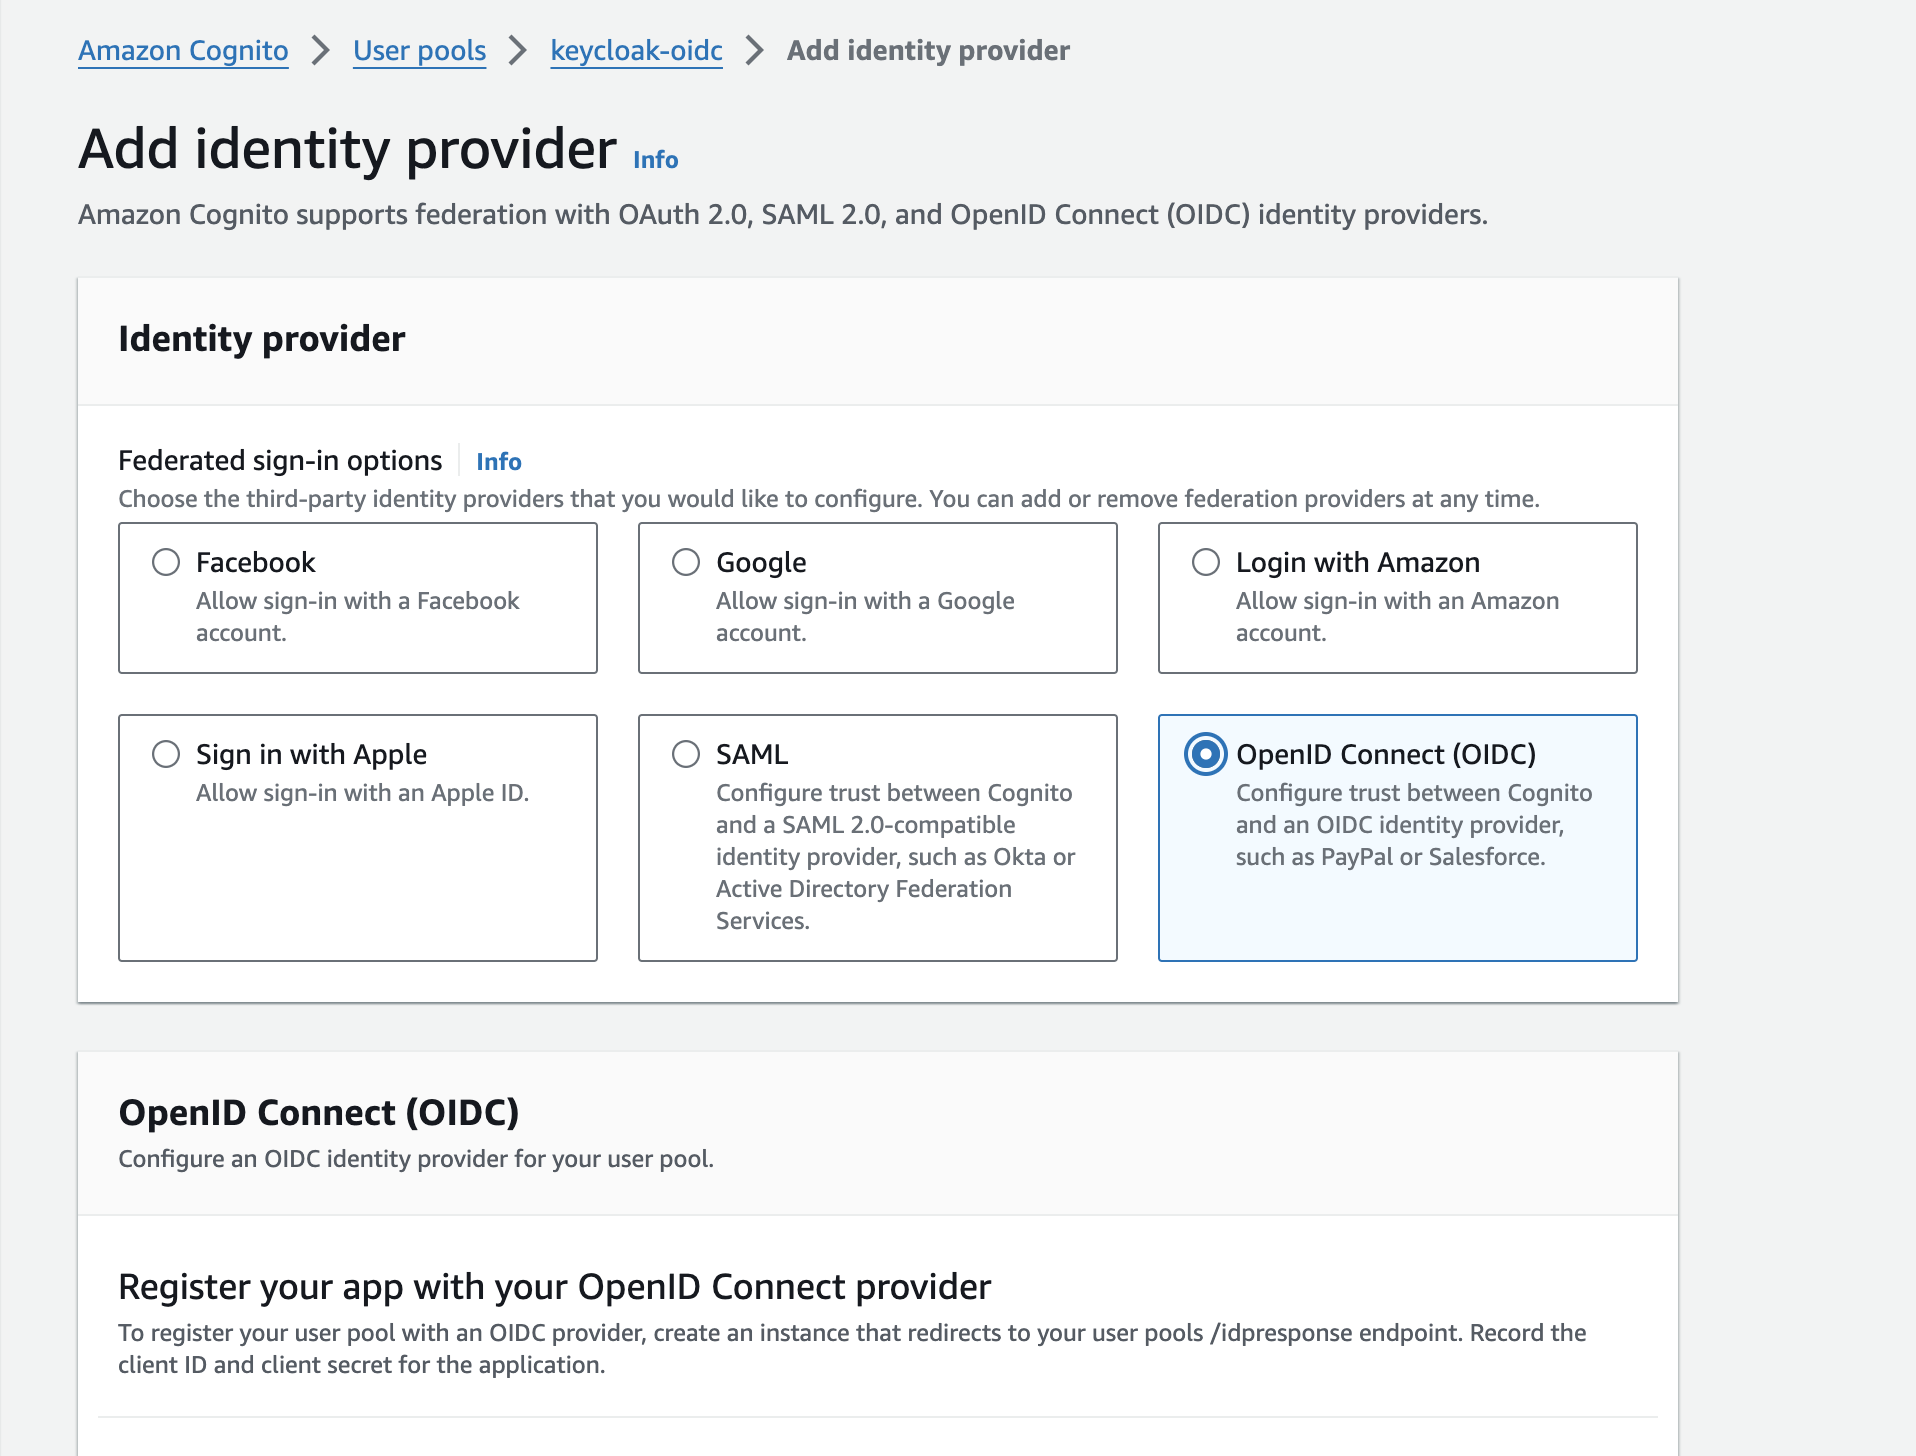 Amazon Cognito > User pools > keycloak-oidc > Add identity provider
Add identity provider Info
Amazon Cognito supports federation with OAuth 2.0, SAML 2.0, and OpenID Connect (OIDC) identity providers.
Identity provider
Federated sign-in options Info
Choose the third-party identity providers that you would like to configure. You can add or remove federation providers at any time.
Facebook
Allow sign-in with a Facebook
account.
Google
Allow sign-in with a Google
account.
Login with Amazon
Allow sign-in with an Amazon
account.
Sign in with Apple
Allow sign-in with an Apple ID.
SAML
Configure trust between Cognito
and a SAML 2.0-compatible
identity provider, such as Okta or
Active Directory Federation
Services.
OpenID Connect (OIDC)
Configure trust between Cognito
and an OIDC identity provider,
such as PayPal or Salesforce.
OpenID Connect (OIDC)
Configure an OIDC identity provider for your user pool.
Register your app with your OpenID Connect provider
To register your user pool with an OIDC provider, create an instance that redirects to your user pools /idpresponse endpoint. Record the
client ID and client secret for the application.